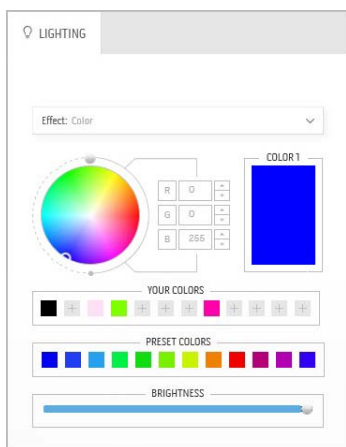 LIGHTING
Effect: Color
COLOR 1
R 0
G 0
B 255
YOUR COLORS
PRESET COLORS
BRIGHTNESS